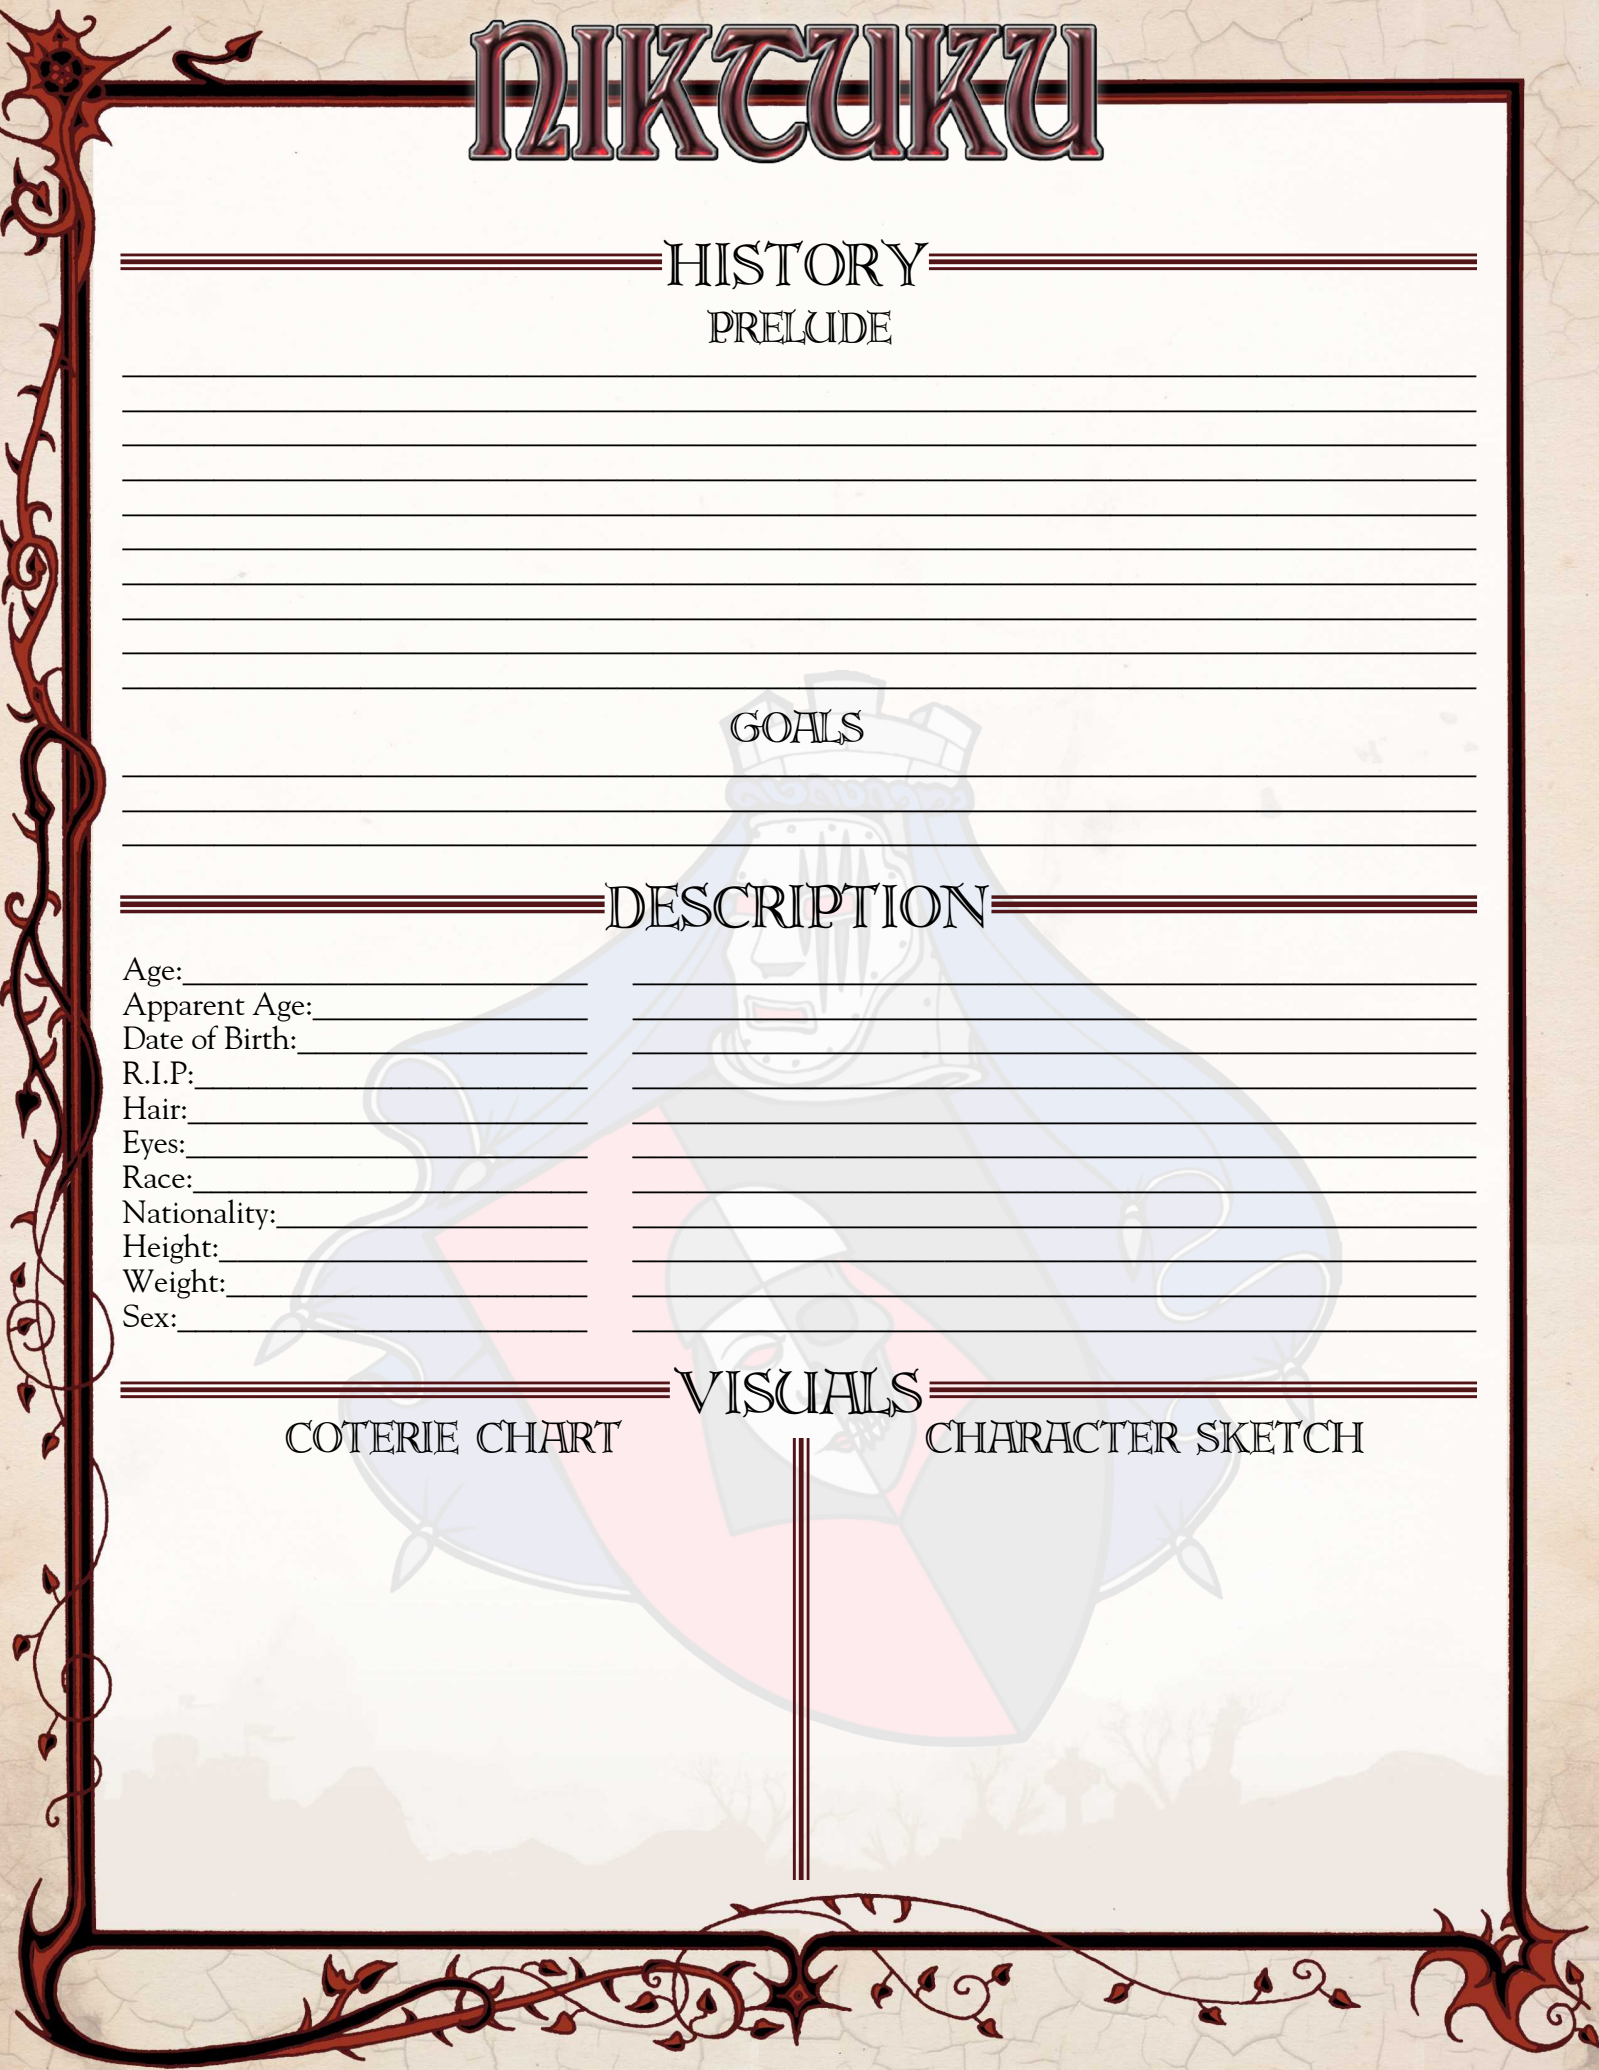 NIKTUKU
HISTORY
PRELUDE
GOALS
DESCRIPTION
Age:
Apparent Age:
Date of Birth:
R.I.P:
Hair:
Eyes:
Race:
Nationality:
Height:
Weight:
Sex:
VISUALS
COTERIE CHART
CHARACTER SKETCH